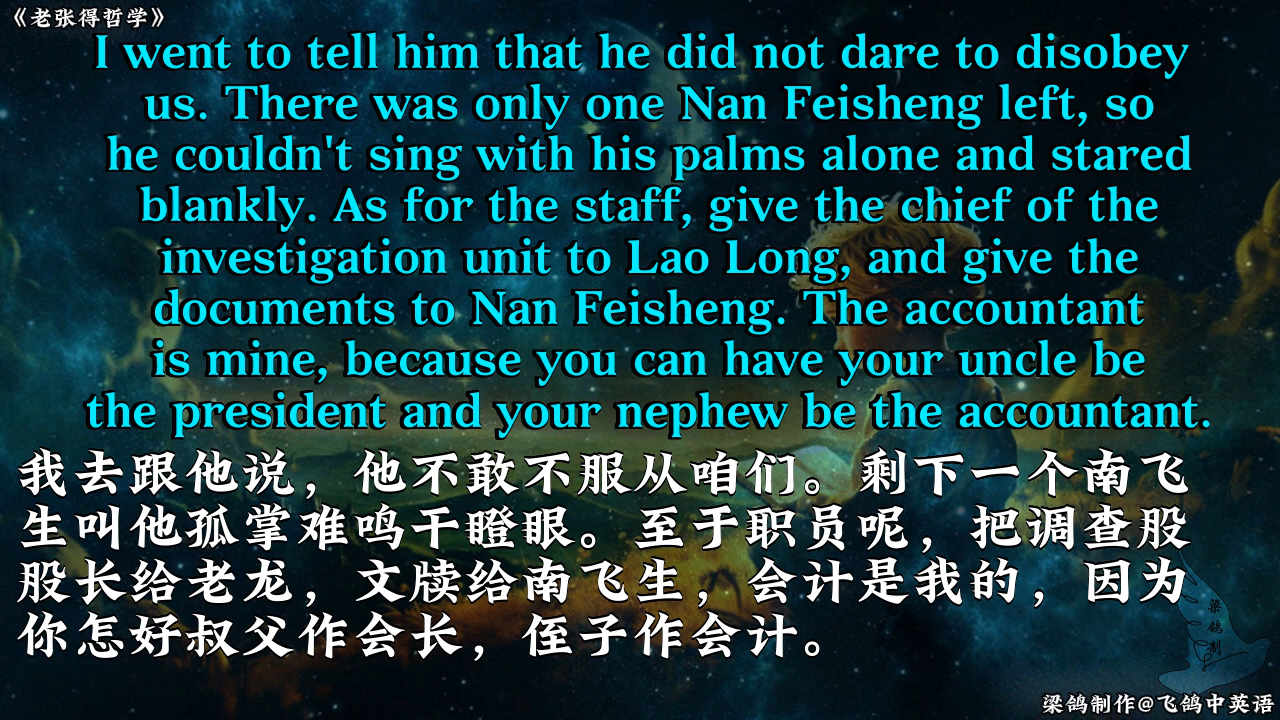 《老张得哲学》
I went to tell him that he did not dare to disobey
us. There was only one Nan Feisheng left, so
he couldn't sing with his palms alone and stared
blankly. As for the staff, give the chief of the
investigation unit to Lao Long, and give the
documents to Nan Feisheng. The accountant
is mine, because you can have your uncle be
the president and your nephew be the accountant.
我去跟他说，他不敢不服从咱们。剩下一个南飞
生叫他孤掌难鸣干瞪眼。至于职员呢，把调查股
股长给老龙，文牍给南飞生，会计是我的，因为
你怎好叔父作会长，侄子作会计。
梁
鸽
制
梁鸽制作@飞鸽中英语